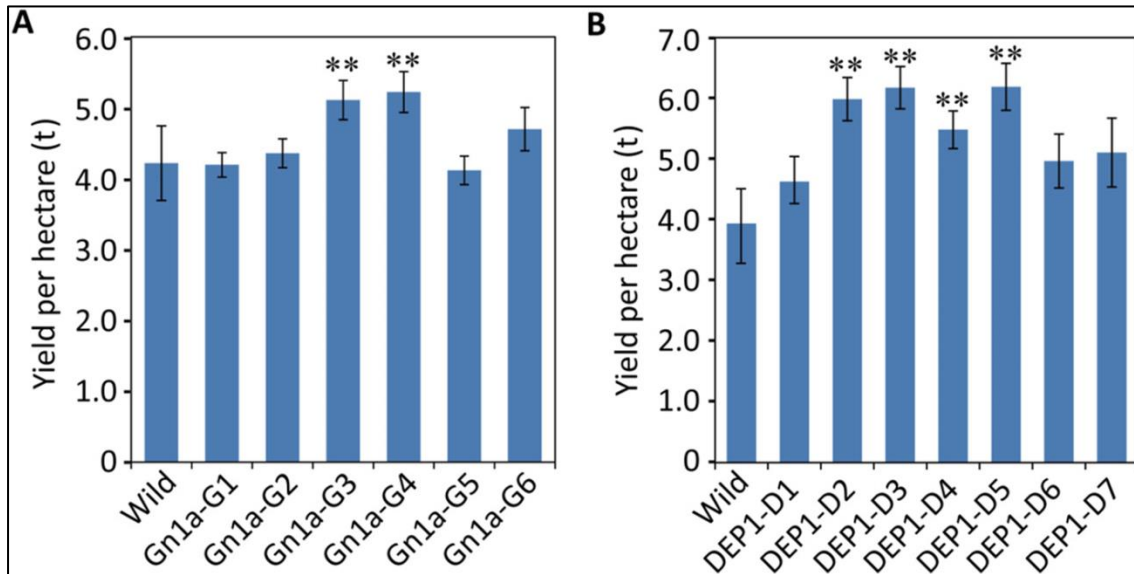 A
Yield per hectare (t)
6.0
5.0
4.0
3.0
2.0
1.0
0
** **
Wild
Gn1a-G1
Gn1a-G2
Gn1a-G3
Gn1a-G4
Gn1a-G5
Gn1a-G6
B
Yield per hectare (t)
7.0
6.0
5.0
4.0
3.0
2.0
1.0
0
** ** ** **
Wild
DEP1-D1
DEP1-D2
DEP1-D3
DEP1-D4
DEP1-D5
DEP1-D6
DEP1-D7